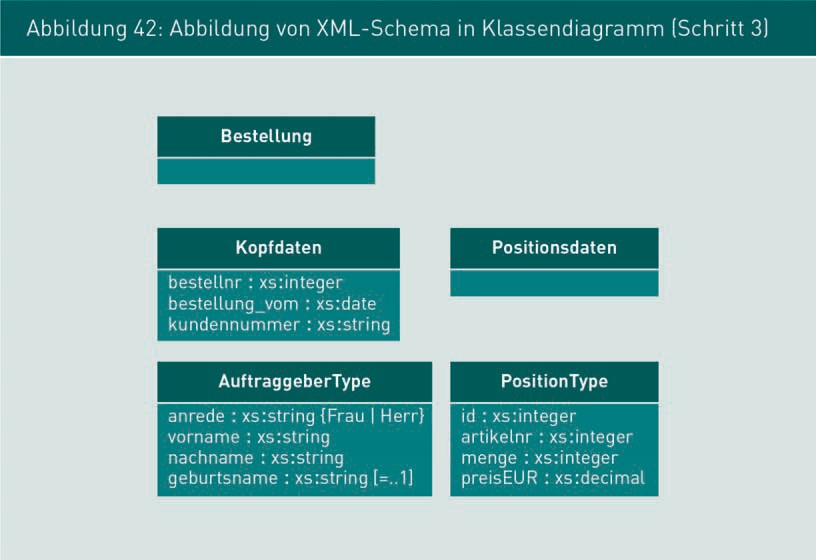 Abbildung 42: Abbildung von XML-Schema in Klassendiagramm (Schritt 3)
Bestellung
Kopfdaten
bestellnr : xs:integer
bestellung_vom : xs:date
kundennummer : xs:string
Positionsdaten
AuftraggeberType
anrede : xs:string {Frau | Herr}
vorname : xs:string
nachname : xs:string
geburtsname : xs:string [=..1]
PositionType
id : xs:integer
artikelnr : xs:integer
menge : xs:integer
preisEUR : xs:decimal